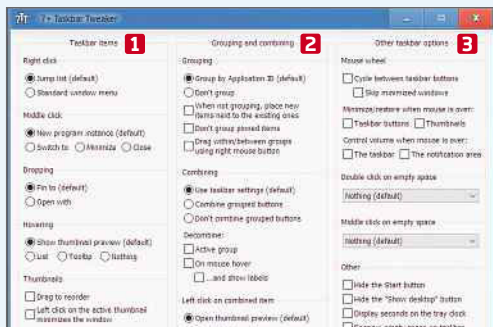 7+ Taskbar Tweaker
Taskbar items 1
Right click
Jump list (default)
Standard window menu
Middle click
New program instance (default)
Switch to Minimize Close
Dropping
Pin to (default)
Open with
Hovering
Show thumbnail preview (default)
List Tooltip Nothing
Thumbnails
Drag to reorder
Left click on the active thumbnail
minimizes the window
Grouping and combining 2
Grouping
Group by Application ID (default)
Don't group
When not grouping, place new
items next to the existing ones
Don't group pinned items
Drag within/between groups
using right mouse button
Combining
Use taskbar settings (default)
Combine grouped buttons
Don't combine grouped buttons
Decombine:
Active group
On mouse hover
...and show labels
Left click on combined item
Open thumbnail preview (default)
Other taskbar options 3
Mouse wheel
Cycle between taskbar buttons
Skip minimized windows
Minimize/restore when mouse is over:
Taskbar buttons Thumbnails
Control volume when mouse is over:
The taskbar The notification area
Double click on empty space
Nothing (default)
Middle click on empty space
Nothing (default)
Other
Hide the Start button
Hide the "Show desktop" button
Display seconds on the tray clock